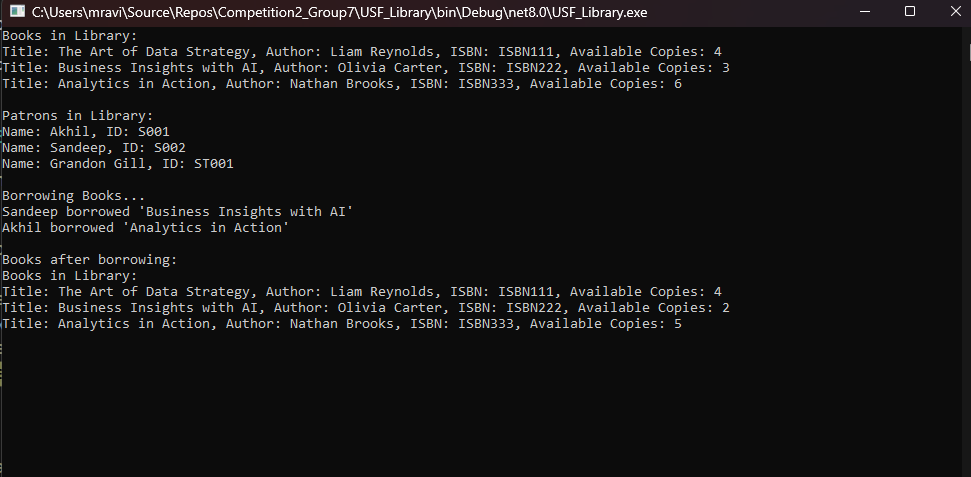 C:\Users\mravi\Source\Repos\Competition2_Group7\USF_Library\bin\Debug\net8.0\USF_Library.exe
Books in Library:
Title: The Art of Data Strategy, Author: Liam Reynolds, ISBN: ISBN111, Available Copies: 4
Title: Business Insights with AI, Author: Olivia Carter, ISBN: ISBN222, Available Copies: 3
Title: Analytics in Action, Author: Nathan Brooks, ISBN: ISBN333, Available Copies: 6
Patrons in Library:
Name: Akhil, ID: S001
Name: Sandeep, ID: S002
Name: Grandon Gill, ID: ST001
Borrowing Books...
Sandeep borrowed 'Business Insights with AI'
Akhil borrowed 'Analytics in Action'
Books after borrowing:
Books in Library:
Title: The Art of Data Strategy, Author: Liam Reynolds, ISBN: ISBN111, Available Copies: 4
Title: Business Insights with AI, Author: Olivia Carter, ISBN: ISBN222, Available Copies: 2
Title: Analytics in Action, Author: Nathan Brooks, ISBN: ISBN333, Available Copies: 5